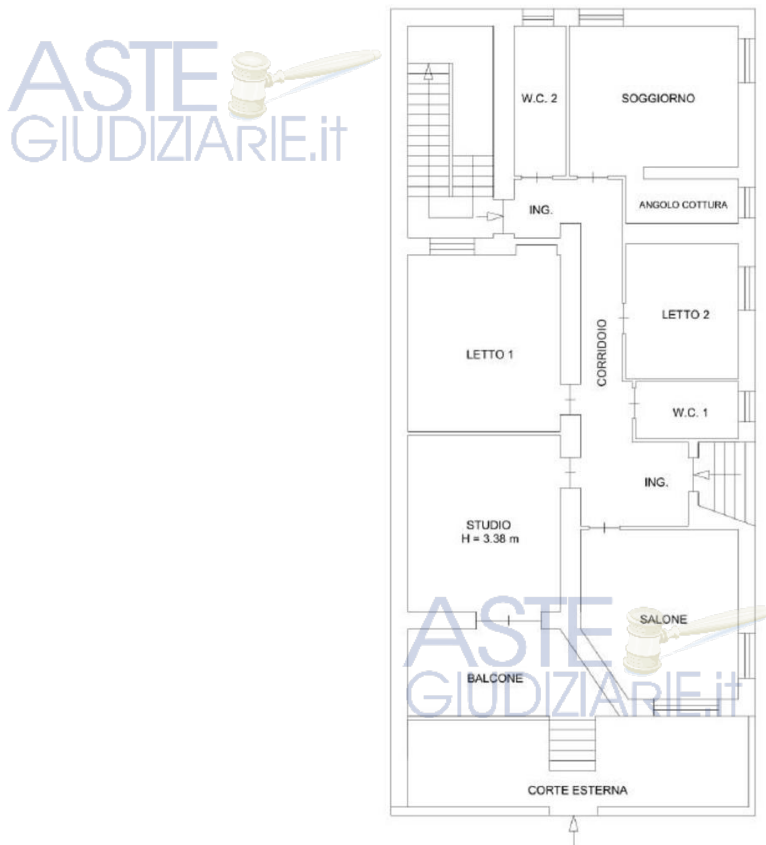 ASTE
GIUDIZIARIE.it
W.C. 2
SOGGIORNO
ING.
ANGOLO COTTURA
LETTO 2
LETTO 1
CORRIDOIO
W.C. 1
ING.
STUDIO
H = 3.38 m
SALONE
ASTE
GIUDIZIARIE.it
BALCONE
CORTE ESTERNA